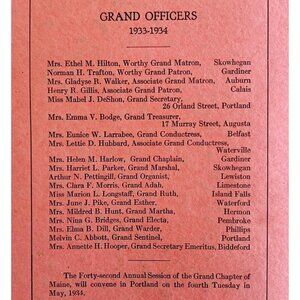 GRAND OFFICERS
1933-1934
Mrs. Ethel M. Hilton, Worthy Grand Matron, Skowhegan
Norman H. Trafton, Worthy Grand Patron, Gardiner
Mrs. Gladyse R. Walker, Associate Grand Matron, Auburn
Henry R. Gillis, Associate Grand Patron, Calais
Miss Mabel J. DeShon, Grand Secretary,
26 Orland Street, Portland
Mrs. Emma V. Bodge, Grand Treasurer,
17 Murray Street, Augusta
Mrs. Eunice W. Larrabee, Grand Conductress, Belfast
Mrs. Lettie D. Hubbard, Associate Grand Conductress,
Waterville
Mrs. Helen M. Harlow, Grand Chaplain, Gardiner
Mrs. Harriet L. Parker, Grand Marshal, Skowhegan
Arthur N. Pettingill, Grand Organist, Lewiston
Mrs. Clara F. Morris, Grand Adah, Limestone
Miss Marion L. Longstaff, Grand Ruth, Island Falls
Mrs. June J. Pike, Grand Esther, Waterford
Mrs. Mildred B. Hunt, Grand Martha, Hermon
Mrs. Nina G. Bridges, Grand Electa, Pembroke
Mrs. Elma B. Dill, Grand Warder, Phillips
Melvin C. Abbott, Grand Sentinel, Portland
Mrs. Annette H. Hooper, Grand Secretary Emeritus, Biddeford
The Forty-second Annual Session of the Grand Chapter of
Maine, will convene in Portland on the fourth Tuesday in
May, 1934.